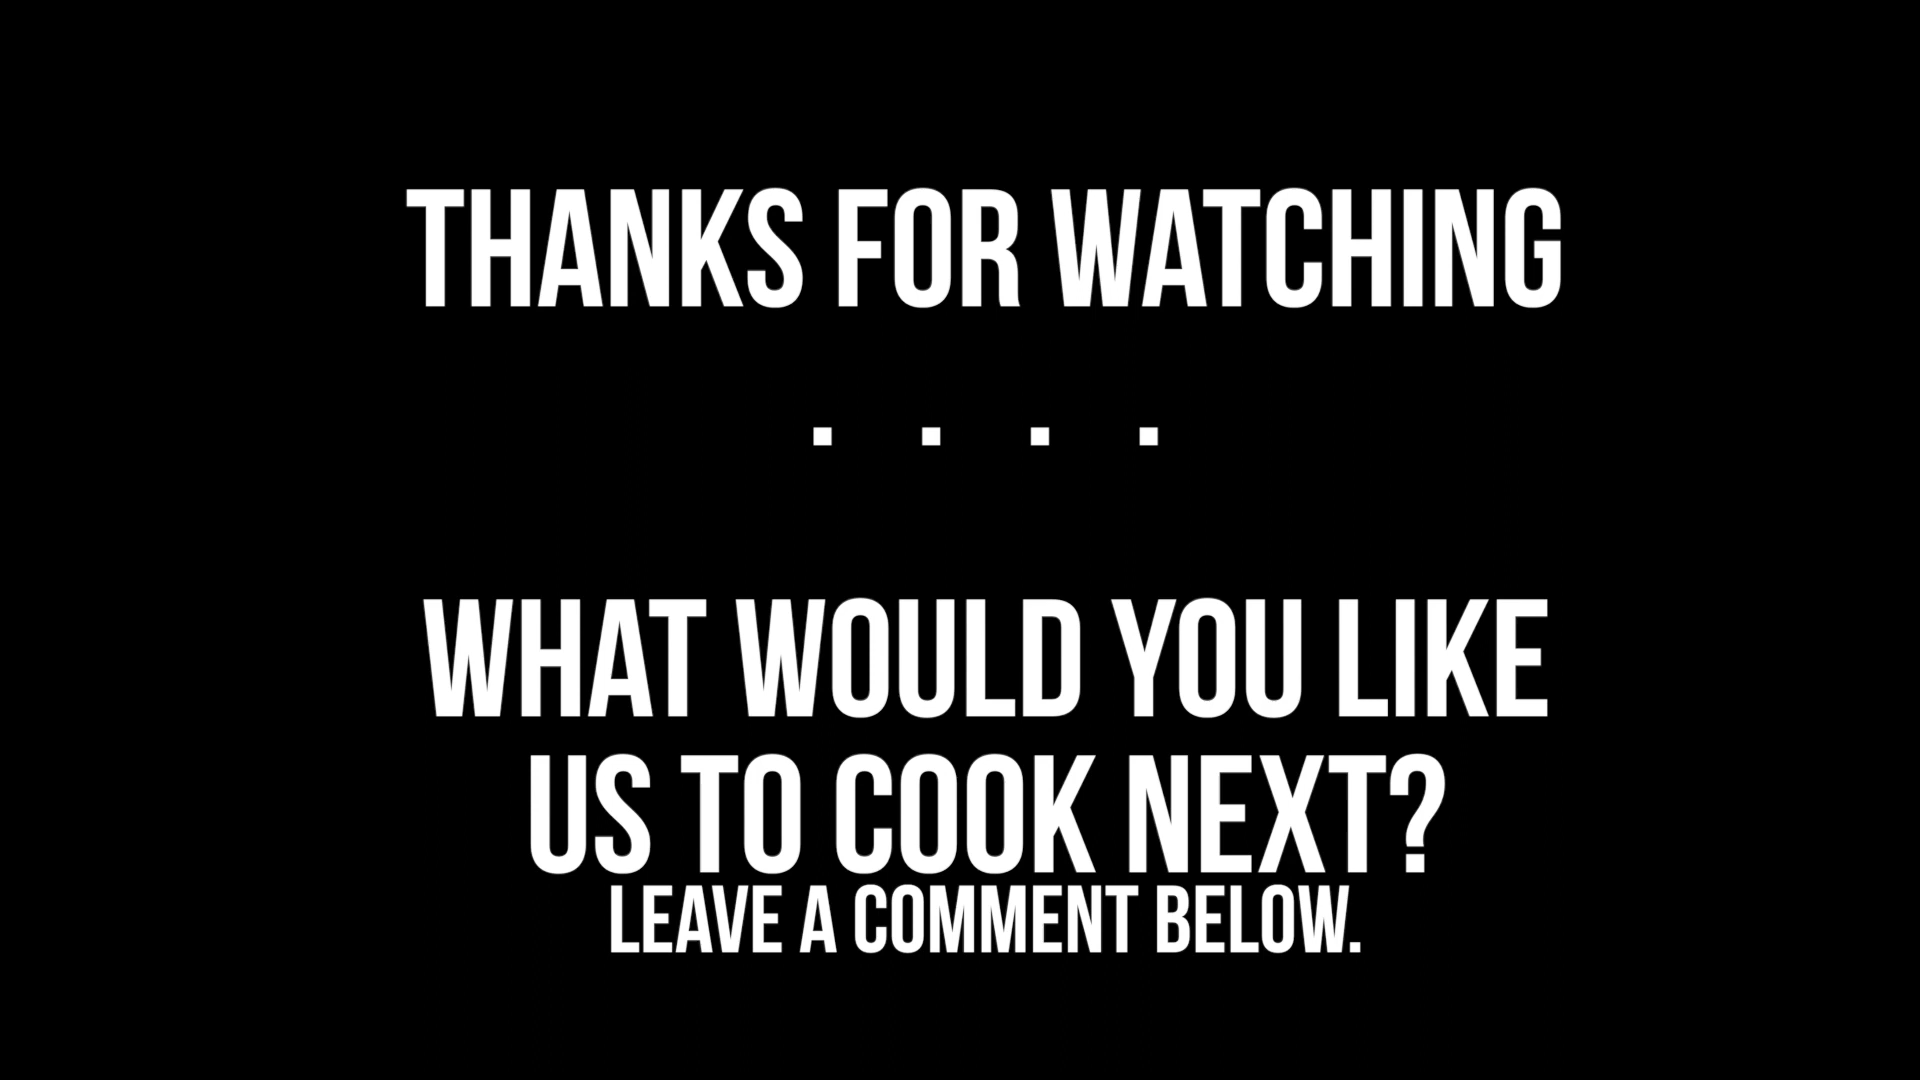 THANKS FOR WATCHING
. . . .
WHAT WOULD YOU LIKE
US TO COOK NEXT?
LEAVE A COMMENT BELOW.